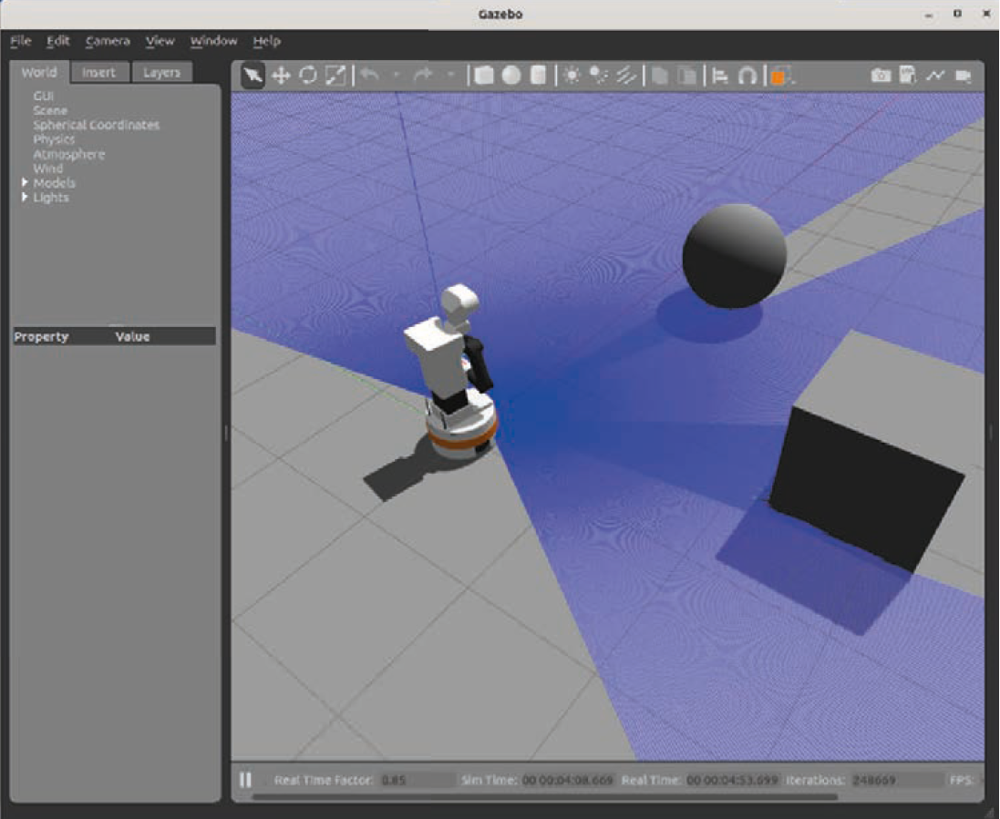 Gazebo
File Edit Camera View Window Help
World Insert Layers
GUI
Scene
Spherical Coordinates
Physics
Atmosphere
Wind
Models
Lights
Property Value
Real Time Factor: 0.85 Sim Time: 00 00:04:08.669 Real Time: 00 00:04:53.699 Iterations: 248669 FPS: